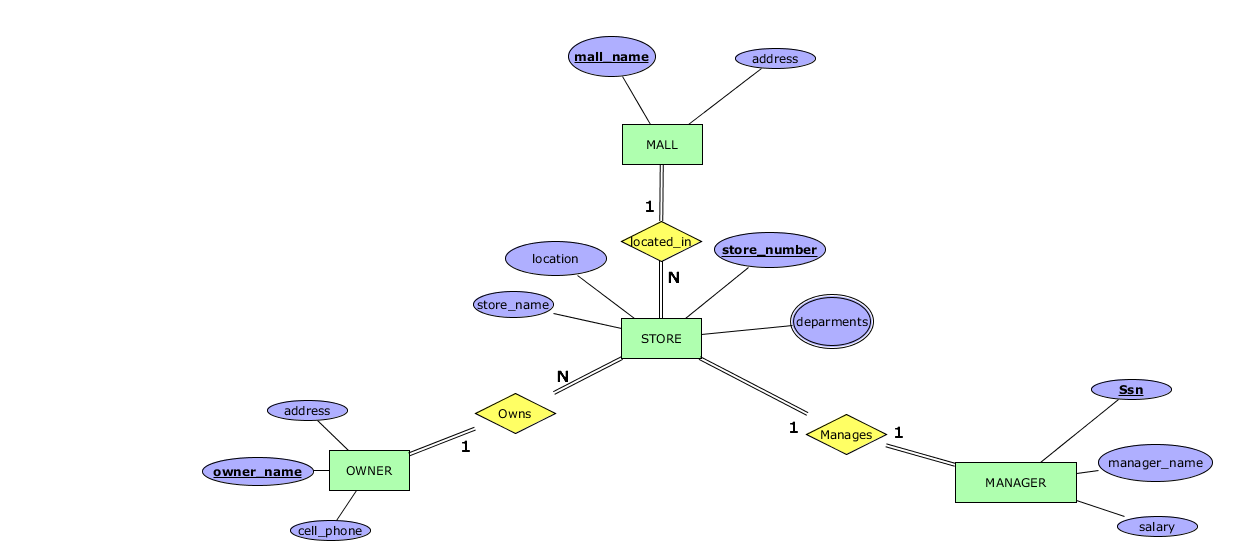 mall_name
address
MALL
1
located_in
N
location
store_number
store_name
deparments
STORE
N
Owns
1
address
owner_name
OWNER
cell_phone
1
Manages
1
Ssn
manager_name
MANAGER
salary